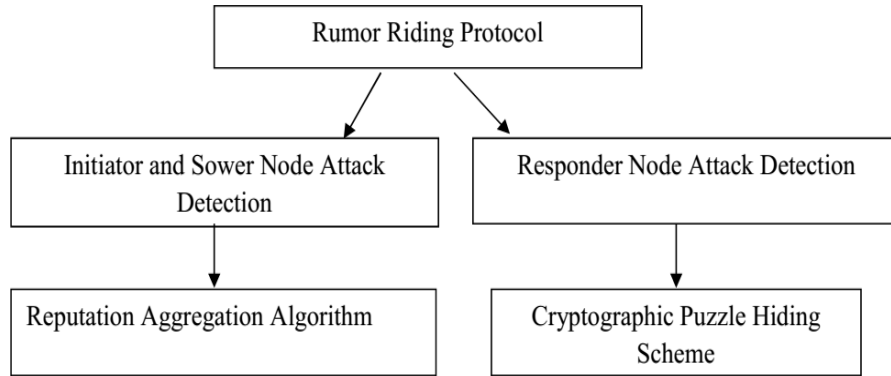 Rumor Riding Protocol
Initiator and Sower Node Attack
Detection
Responder Node Attack Detection
Reputation Aggregation Algorithm
Cryptographic Puzzle Hiding
Scheme